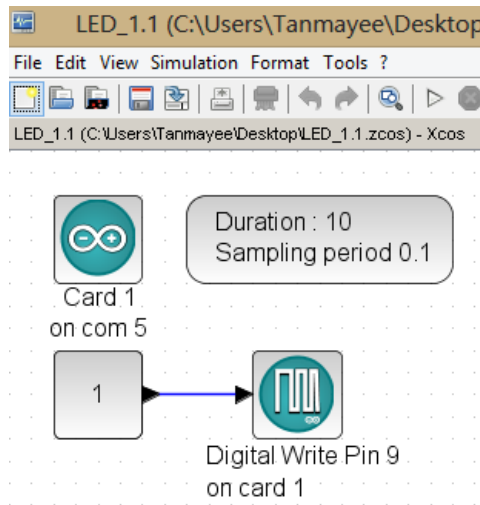 LED_1.1 (C:\Users\Tanmayee\Desktop
File Edit View Simulation Format Tools ?
LED_1.1 (C:\Users\Tanmayee\Desktop\LED_1.1.zcos) - Xcos
Duration : 10
Sampling period 0.1
Card 1
on com 5
1
Digital Write Pin 9
on card 1